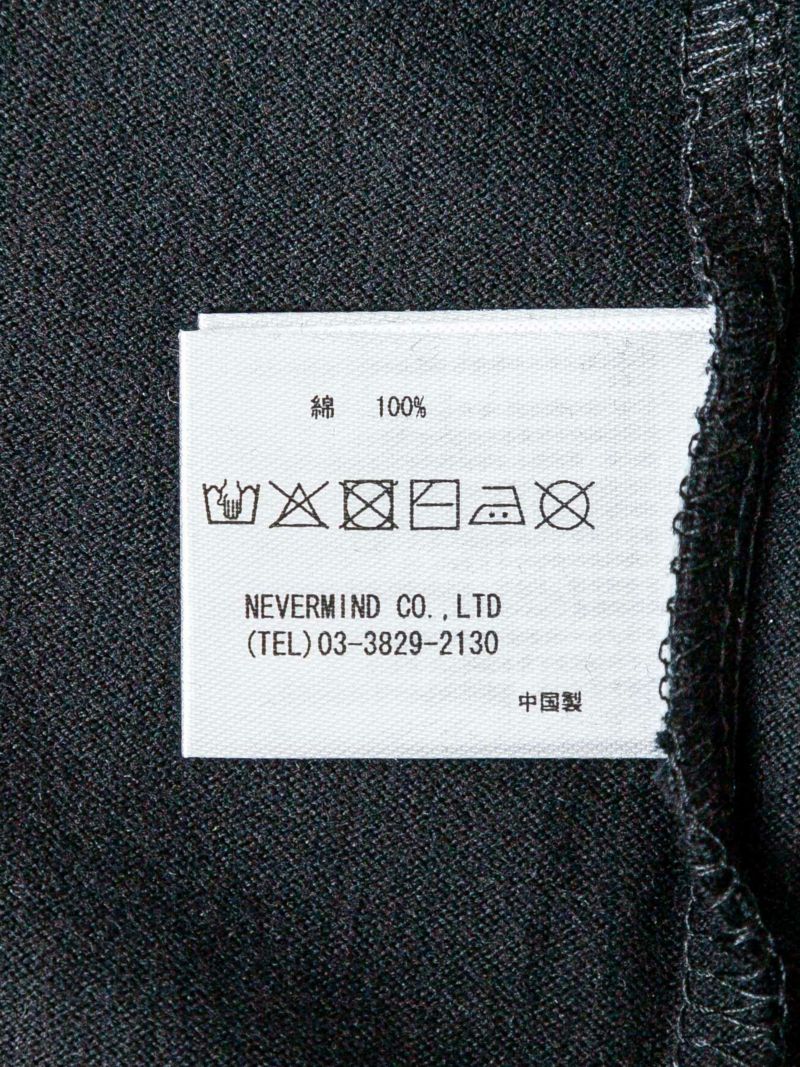 綿 100%
NEVERMIND CO.,LTD
(TEL)03-3829-2130
中国製